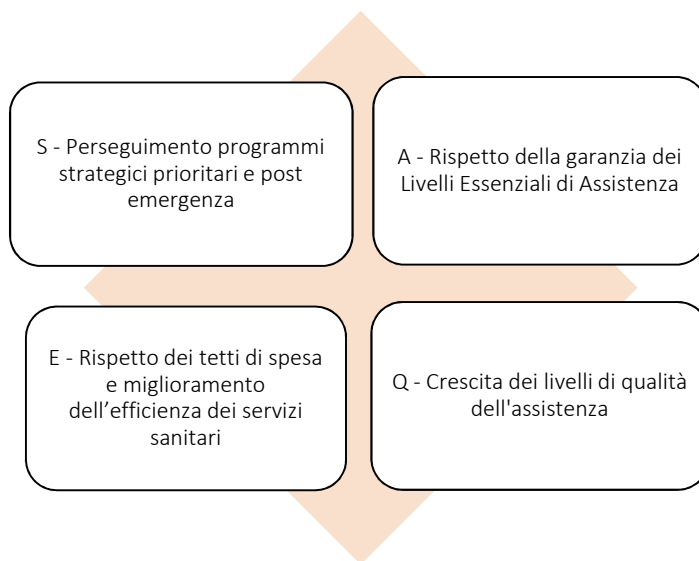 S - Perseguimento programmi
strategici prioritari e post
emergenza
A - Rispetto della garanzia dei
Livelli Essenziali di Assistenza
E - Rispetto dei tetti di spesa
e miglioramento
dell’efficienza dei servizi
sanitari
Q - Crescita dei livelli di qualità
dell'assistenza